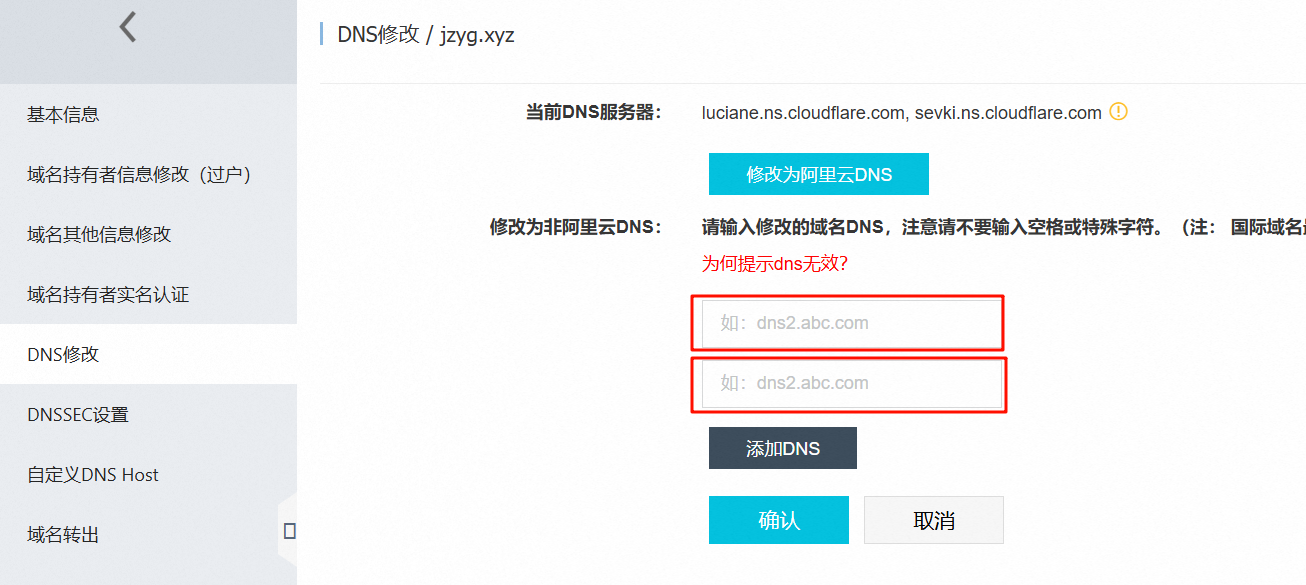 DNS修改 / jzyg.xyz
基本信息
域名持有者信息修改（过户）
域名其他信息修改
域名持有者实名认证
DNS修改
DNSSEC设置
自定义DNS Host
域名转出
当前DNS服务器： luciane.ns.cloudflare.com, sevki.ns.cloudflare.com
修改为阿里云DNS
修改为非阿里云DNS： 请输入修改的域名DNS，注意请不要输入空格或特殊字符。（注： 国际域名
为何提示dns无效?
如：dns2.abc.com
如：dns2.abc.com
添加DNS
确认 取消